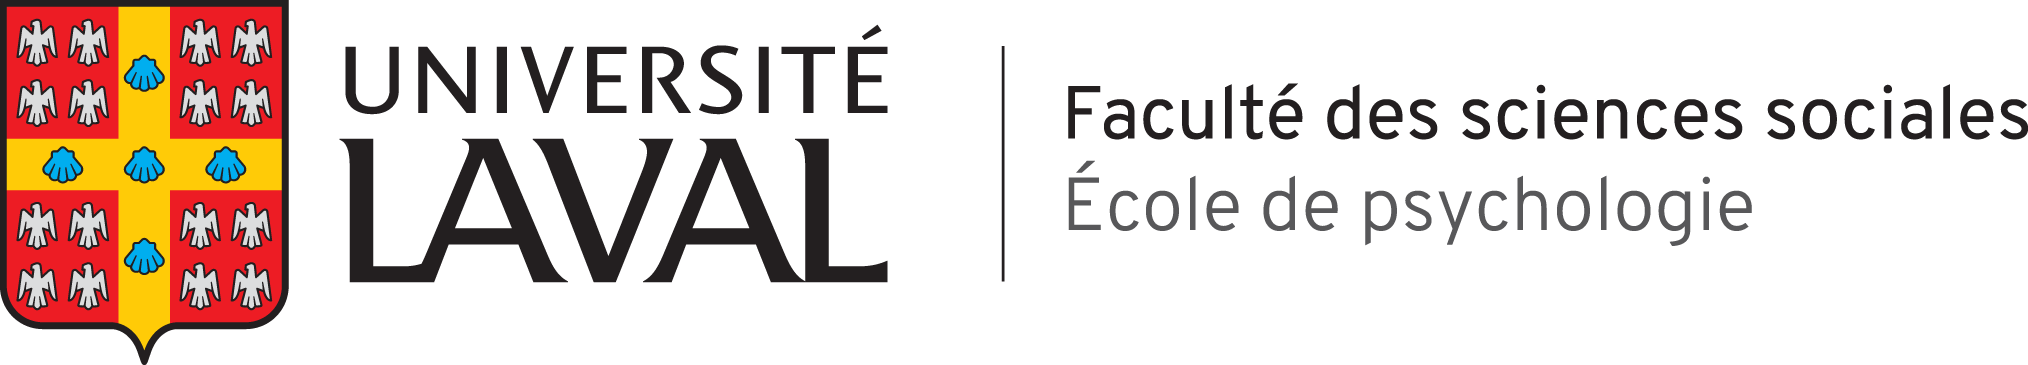 UNIVERSITÉ
LAVAL
Faculté des sciences sociales
École de psychologie